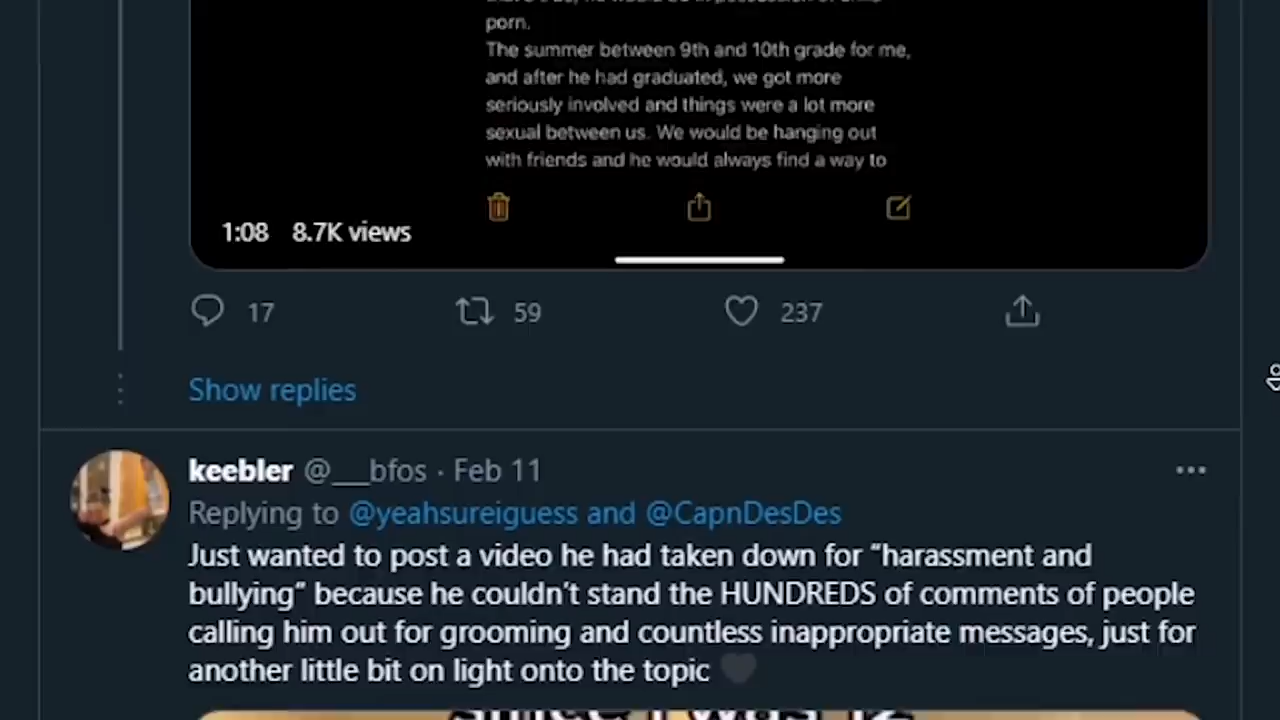 porn.
The summer between 9th and 10th grade for me,
and after he had graduated, we got more
seriously involved and things were a lot more
sexual between us. We would be hanging out
with friends and he would always find a way to
1:08 8.7K views
17 59 237
Show replies
keebler @___bfos · Feb 11
Replying to @yeahsureiguess and @CapnDesDes
Just wanted to post a video he had taken down for “harassment and
bullying” because he couldn’t stand the HUNDREDS of comments of people
calling him out for grooming and countless inappropriate messages, just for
another little bit on light onto the topic 🖤
since I was 12